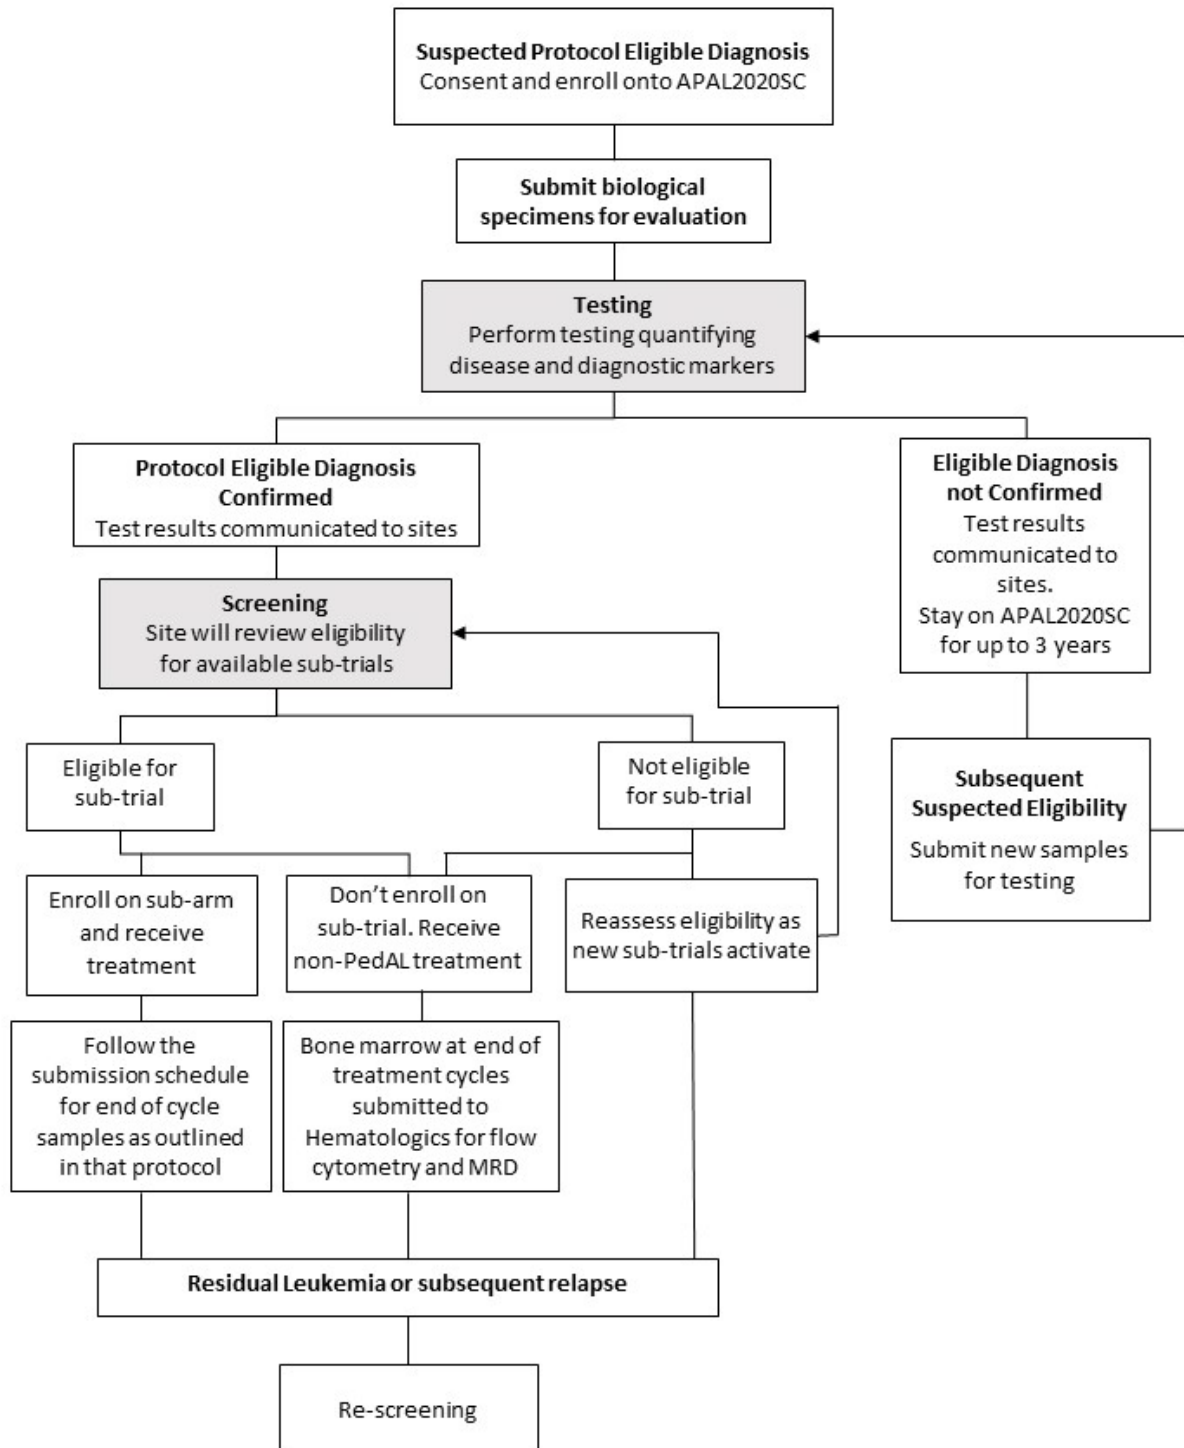 Suspected Protocol Eligible Diagnosis
Consent and enroll onto APAL2020SC
Submit biological
specimens for evaluation
Testing
Perform testing quantifying
disease and diagnostic markers
Protocol Eligible Diagnosis
Confirmed
Test results communicated to sites
Eligible Diagnosis
not Confirmed
Test results
communicated to
sites.
Stay on APAL2020SC
for up to 3 years
Screening
Site will review eligibility
for available sub-trials
Eligible for
sub-trial
Not eligible
for sub-trial
Subsequent
Suspected Eligibility
Submit new samples
for testing
Enroll on sub-arm
and receive
treatment
Don’t enroll on
sub-trial. Receive
non-PedAL treatment
Reassess eligibility as
new sub-trials activate
Follow the
submission schedule
for end of cycle
samples as outlined
in that protocol
Bone marrow at end of
treatment cycles
submitted to
Hematologics for flow
cytometry and MRD
Residual Leukemia or subsequent relapse
Re-screening